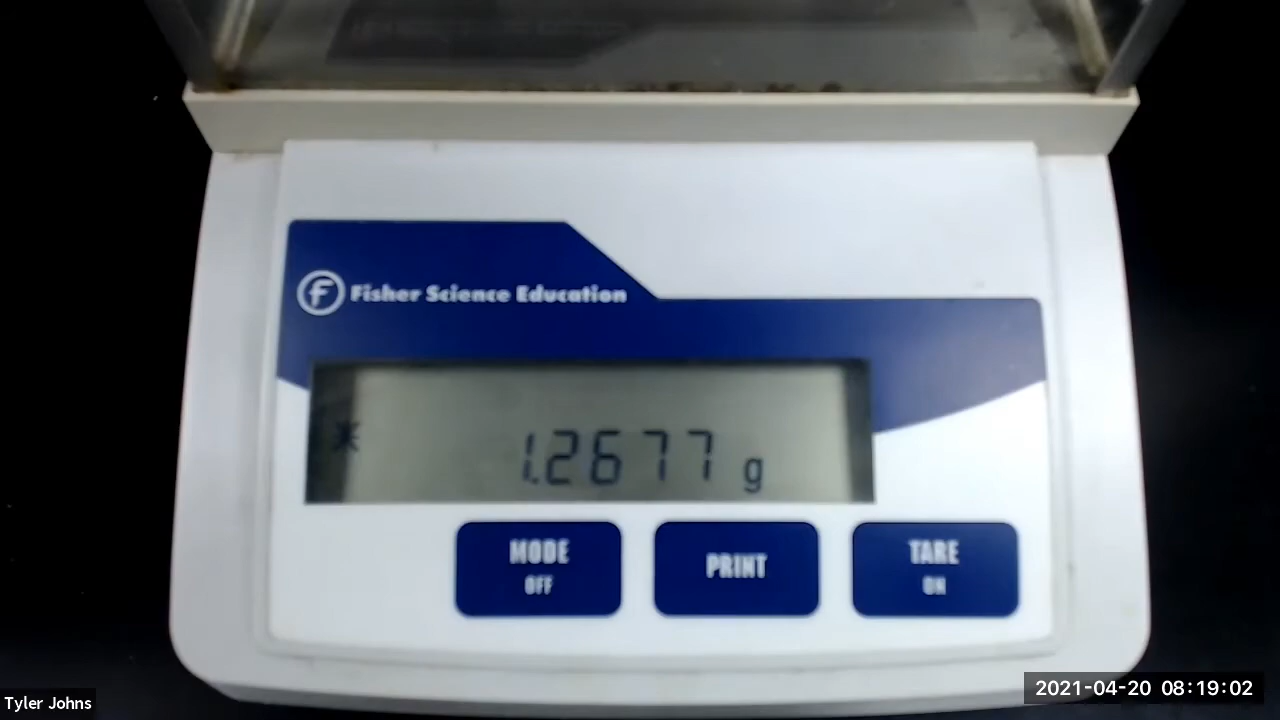 Fisher Science Education
* 1.2677 g
MODE
OFF
PRINT
TARE
ON
Tyler Johns
2021-04-20 08:19:02